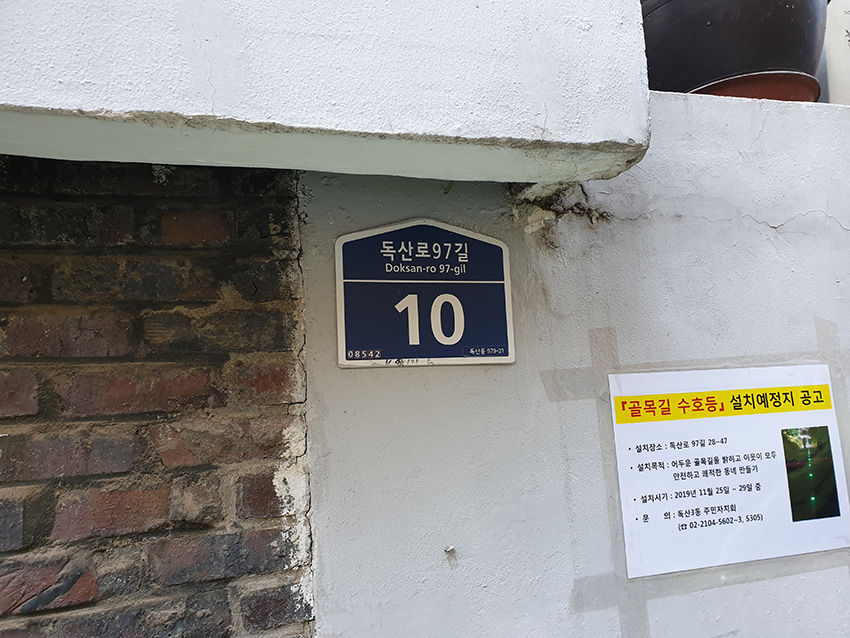 독산로97길
Doksan-ro 97-gil
10
08542
독산동 979-21
『골목길 수호등』 설치예정지 공고
• 설치장소 : 독산로 97길 28~47
• 설치목적 : 어두운 골목길을 밝히고 이웃이 모두
안전하고 쾌적한 동네 만들기
• 설치시기 : 2019년 11월 25일 ~ 29일 중
• 문 의 : 독산3동 주민자치회
(☎ 02-2104-5602~3, 5305)